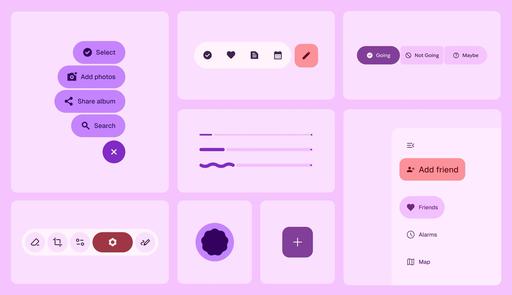 Select
Add photos
Share album
Search
Going
Not Going
Maybe
Add friend
Friends
Alarms
Map